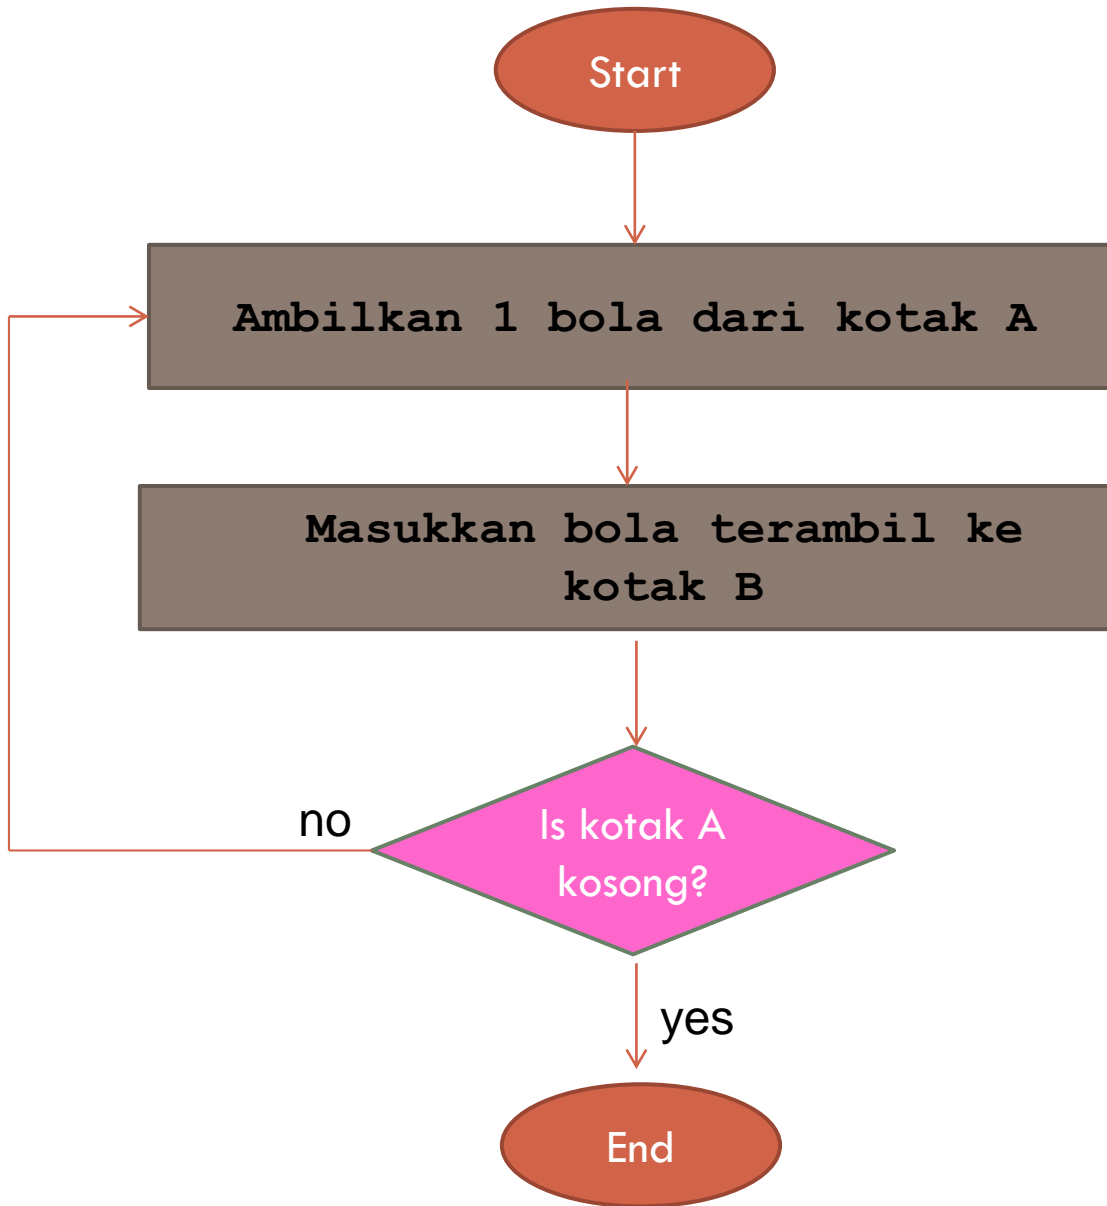 Start
Ambilkan 1 bola dari kotak A
Masukkan bola terambil ke
kotak B
no
Is kotak A
kosong?
yes
End